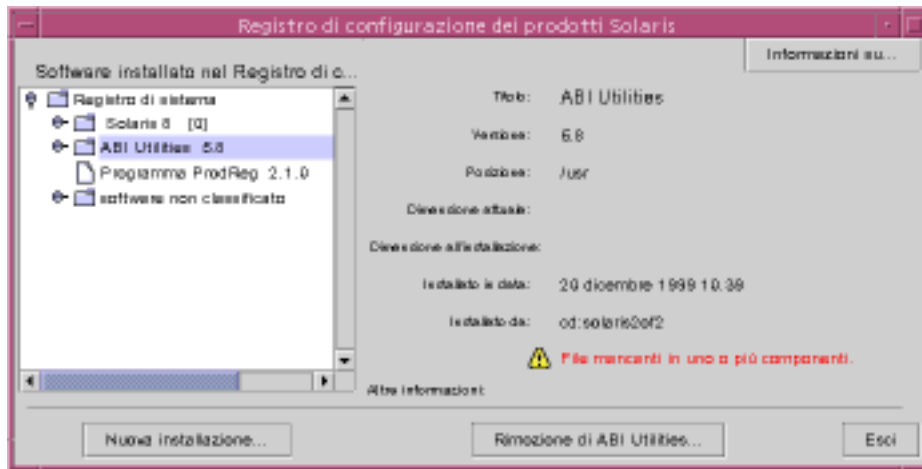 Registro di configurazione dei prodotti Solaris
Informazioni su...
Software installato nel Registro di c...
Registro di sistema
Solaris 8 [0]
ABI Utilities 5.8
Programma ProdReg 2.1.0
software non classificato
Titolo: ABI Utilities
Versione: 5.8
Posizione: /usr
Dimensione attuale:
Dimensione all'installazione:
Installato in data: 20 dicembre 1999 10.39
Installato da: cd:solaris2of2
File mancanti in uno o più componenti.
Altre informazioni:
Nuova installazione...
Rimozione di ABI Utilities...
Esci